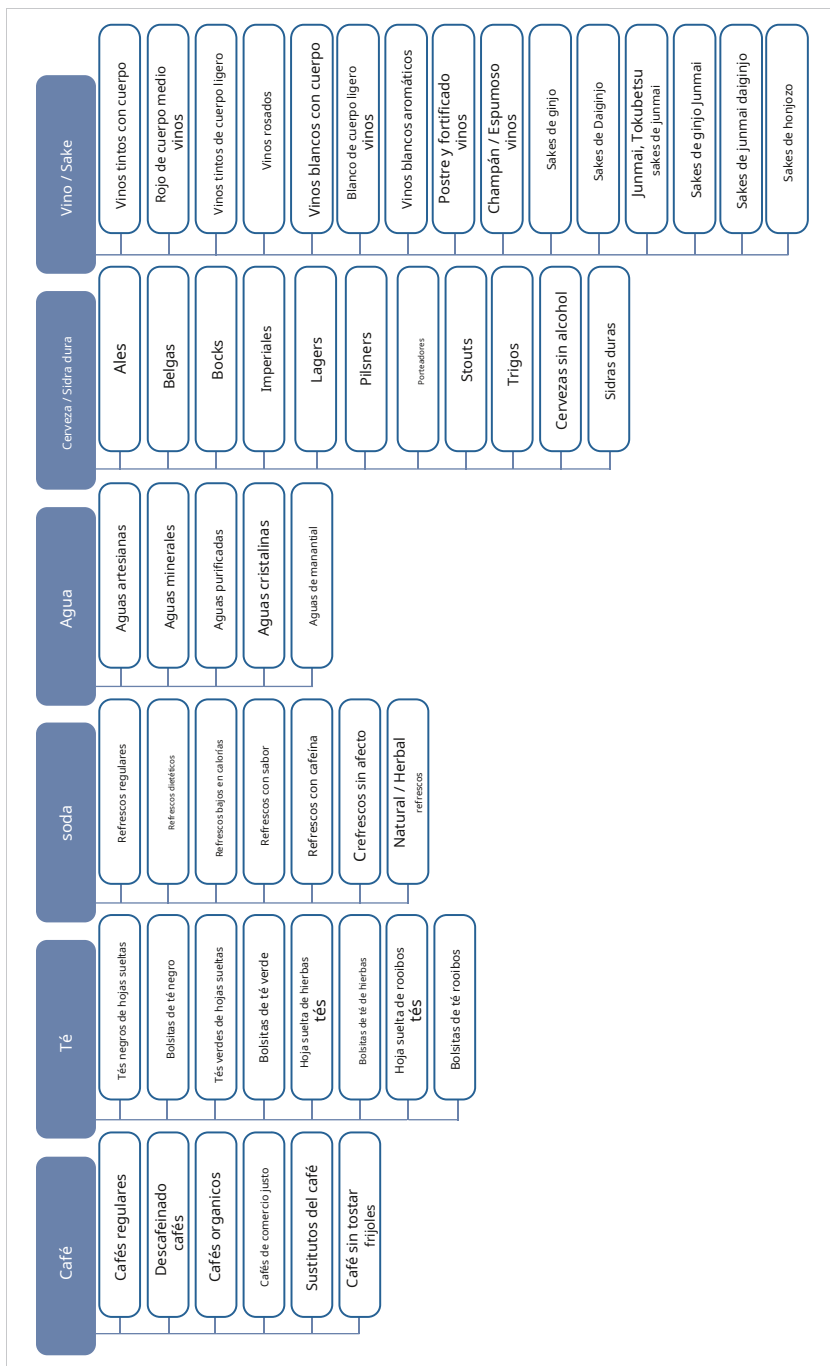 Café
Cafés regulares
Descafeinado
cafés
Cafés organicos
Cafés de comercio justo
Sustitutos del café
Café sin tostar
frijoles
Té
Tés negros de hojas sueltas
Bolsitas de té negro
Tés verdes de hojas sueltas
Bolsitas de té verde
Hoja suelta de hierbas
tés
Bolsitas de té de hierbas
Hoja suelta de rooibos
tés
Bolsitas de té rooibos
soda
Refrescos regulares
Refrescos dietéticos
Refrescos bajos en calorías
Refrescos con sabor
Refrescos con cafeína
Crefrescos sin afecto
Natural / Herbal
refrescos
Agua
Aguas artesianas
Aguas minerales
Aguas purificadas
Aguas cristalinas
Aguas de manantial
Cerveza / Sidra dura
Ales
Belgas
Bocks
Imperiales
Lagers
Pilsners
Porteadores
Stouts
Trigos
Cervezas sin alcohol
Sidras duras
Vino / Sake
Vinos tintos con cuerpo
Rojo de cuerpo medio
vinos
Vinos tintos de cuerpo ligero
Vinos rosados
Vinos blancos con cuerpo
Blanco de cuerpo ligero
vinos
Vinos blancos aromáticos
Postre y fortificado
vinos
Champán / Espumoso
vinos
Sakes de ginjo
Sakes de Daiginjo
Junmai, Tokubetsu
sakes de junmai
Sakes de ginjo Junmai
Sakes de junmai daiginjo
Sakes de honjozo